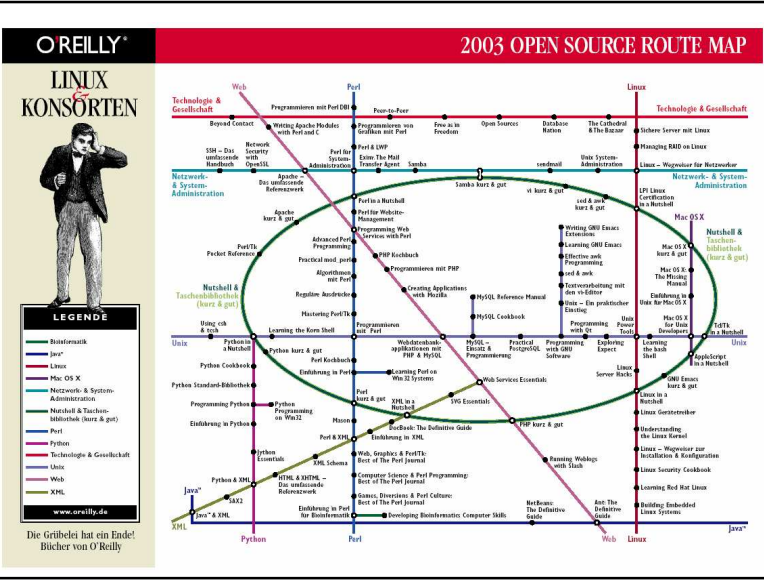 O'REILLY®
2003 OPEN SOURCE ROUTE MAP
LINUX
&
KONSORTEN
LEGENDE
Bioinformatik
Java™
Linux
Mac OS X
Netzwerk- & System-
Administration
Nutshell & Taschen-
bibliothek (kurz & gut)
Perl
Python
Technologie & Gesellschaft
Unix
Web
XML
www.oreilly.de
Die Grübelei hat ein Ende!
Bücher von O'Reilly
Web
Perl
Linux
Technologie &
Gesellschaft
Programmieren mit Perl DBI
Peer-to-Peer
Technologie & Gesellschaft
Beyond Contact
Writing Apache Modules
with Perl and C
Programmieren von
Grafiken mit Perl
Free as in
Freedom
Open Sources
Database
Nation
The Cathedral
& The Bazaar
Sichere Server mit Linux
SSH – Das
umfassende
Handbuch
Network
Security
with
OpenSSL
Perl & LWP
Managing RAID on Linux
Perl für
System-
Administration
Exim: The Mail
Transfer Agent
Samba
sendmail
Unix System-
Administration
Linux – Wegweiser für Netzwerker
Netzwerk-
& System-
Administration
Apache –
Das umfassende
Referenzwerk
Samba kurz & gut
vi kurz & gut
sed & awk
kurz & gut
LPI Linux
Certification
in a Nutshell
Netzwerk- & System-
Administration
Perl in a Nutshell
Apache
kurz & gut
Perl für Website-
Management
Mac OS X
Programming Web
Services with Perl
Writing GNU Emacs
Extensions
Nutshell &
Taschen-
bibliothek
(kurz & gut)
Perl/Tk
Pocket Reference
Advanced Perl
Programming
Learning GNU Emacs
Mac OS X
kurz & gut
Practical mod_perl
PHP Kochbuch
Effective awk
Programming
Algorithmen
mit Perl
Programmieren mit PHP
sed & awk
Mac OS X:
The Missing
Manual
Nutshell &
Taschenbibliothek
(kurz & gut)
Reguläre Ausdrücke
Creating Applications
with Mozilla
Textverarbeitung mit
den vi-Editor
MySQL Reference Manual
Unix – Ein praktischer
Einstieg
Einführung in
Unix für Mac OS X
Mastering Perl/Tk
MySQL Cookbook
Using csh
& tcsh
Learning the Korn Shell
Programmieren
mit Perl
Programming
with Qt
Unix
Power
Tools
Mac OS X
for Unix
Developers
Tcl/Tk
in a Nutshell
Unix
Python in
a Nutshell
Python kurz & gut
Webdatenbank-
applikationen mit
PHP & MySQL
MySQL –
Einsatz &
Programmierung
Practical
PostgreSQL
Programming
with GNU
Software
Exploring
Expect
Learning
the bash
Shell
Unix
AppleScript
in a Nutshell
Python Cookbook
Perl Kochbuch
Einführung in Perl
Learning Perl on
Win32 Systems
Web Services Essentials
Linux
Server Hacks
GNU Emacs
kurz & gut
Python Standard-Bibliothek
Perl
kurz & gut
XML in a
Nutshell
SVG Essentials
Linux in a
Nutshell
Programming Python
Python
Programming
on Win32
Linux Gerätetreiber
Einführung in Python
Mason
DocBook: The Definitive Guide
PHP kurz & gut
Understanding
the Linux Kernel
Perl & XML
Einführung in XML
Jython
Essentials
XML Schema
Web, Graphics & Perl/Tk:
Best of The Perl Journal
Running Weblogs
with Slash
Linux – Wegweiser zur
Installation & Konfiguration
Linux Security Cookbook
Python & XML
HTML & XHTML –
Das umfassende
Referenzwerk
Computer Science & Perl Programming:
Best of The Perl Journal
Learning Red Hat Linux
Java™
SAX2
Games, Diversions & Perl Culture:
Best of The Perl Journal
NetBeans:
The Definitive
Guide
Ant: The
Definitive
Guide
Building Embedded
Linux Systems
Java™ & XML
Einführung in Perl
für Bioinformatik
Developing Bioinformatics Computer Skills
XML
Java™
Python
Perl
Web
Linux